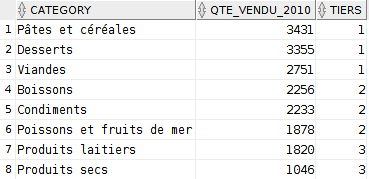 CATEGORY QTE_VENDU_2010 TIERS
1 Pâtes et céréales 3431 1
2 Desserts 3355 1
3 Viandes 2751 1
4 Boissons 2256 2
5 Condiments 2233 2
6 Poissons et fruits de mer 1878 2
7 Produits laitiers 1820 3
8 Produits secs 1046 3